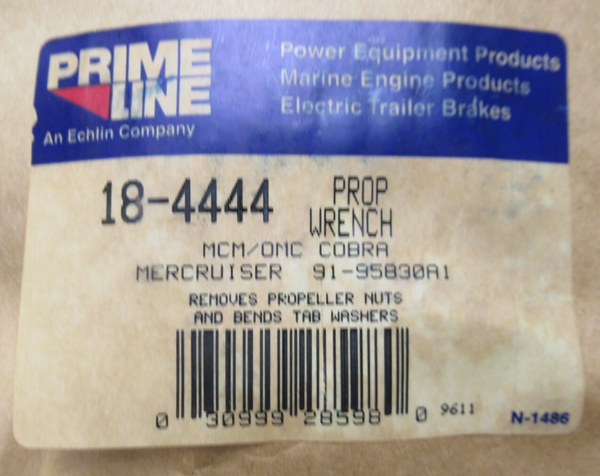 PRIME
LINE
An Echlin Company
Power Equipment Products
Marine Engine Products
Electric Trailer Brakes
18-4444
PROP
WRENCH
MCM/OMC COBRA
MERCRUISER 91-95830A1
REMOVES PROPELLER NUTS
AND BENDS TAB WASHERS
0 30999 28598 0 9611
N-1486